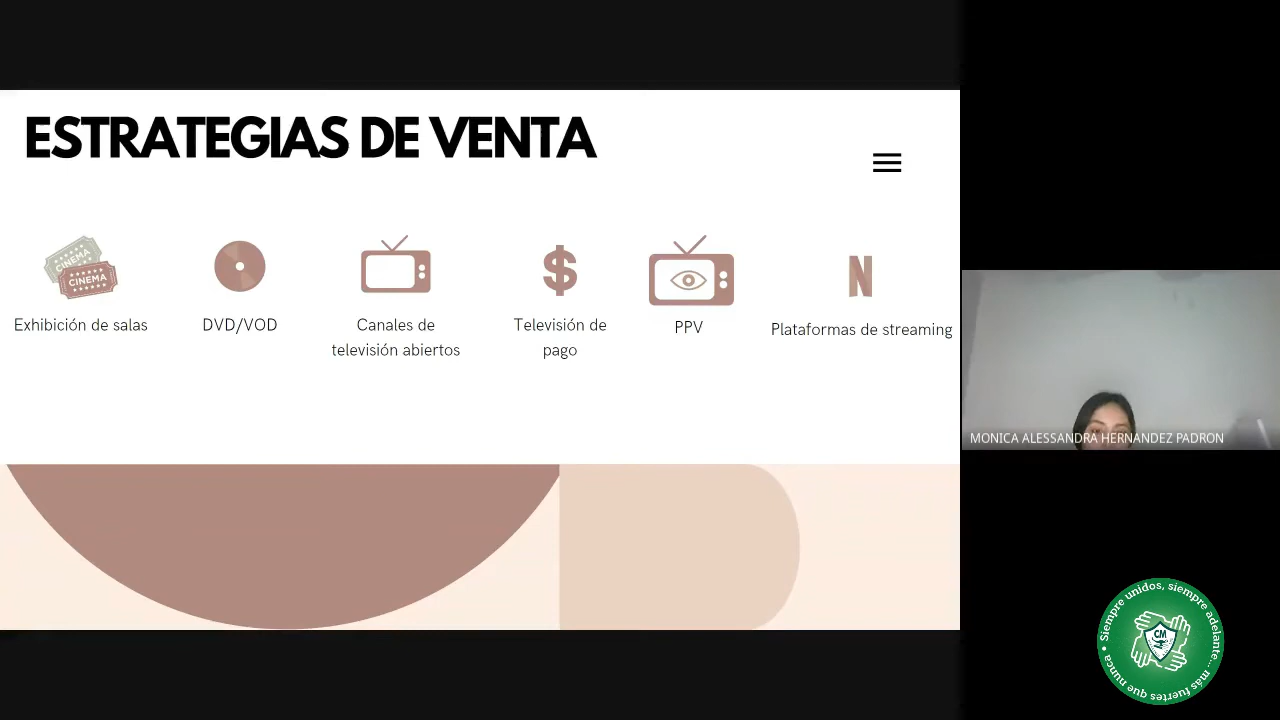 ESTRATEGIAS DE VENTA
CINEMA
CINEMA
N
$
Exhibición de salas
DVD/VOD
Canales de
televisión abiertos
Televisión de
pago
PPV
Plataformas de streaming
MONICA ALESSANDRA HERNANDEZ PADRON
Siempre unidos, siempre adelante... más fuertes que nunca •
CM